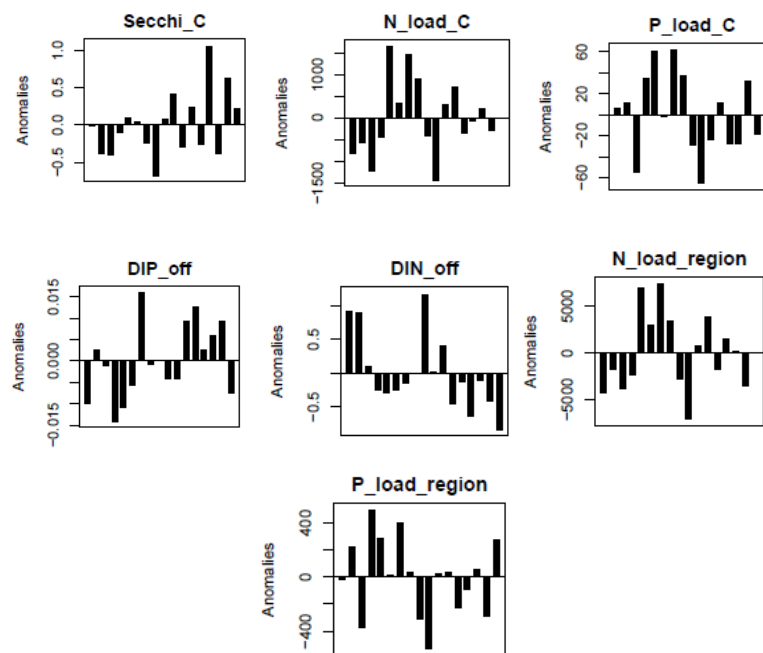 Secchi_C
Anomalies
1.0
0.5
0.0
−0.5
N_load_C
Anomalies
1000
0
−1500
P_load_C
Anomalies
60
20
−20
−60
DIP_off
Anomalies
0.015
0.000
−0.015
DIN_off
Anomalies
0.5
−0.5
N_load_region
Anomalies
5000
0
−5000
P_load_region
Anomalies
400
0
−400